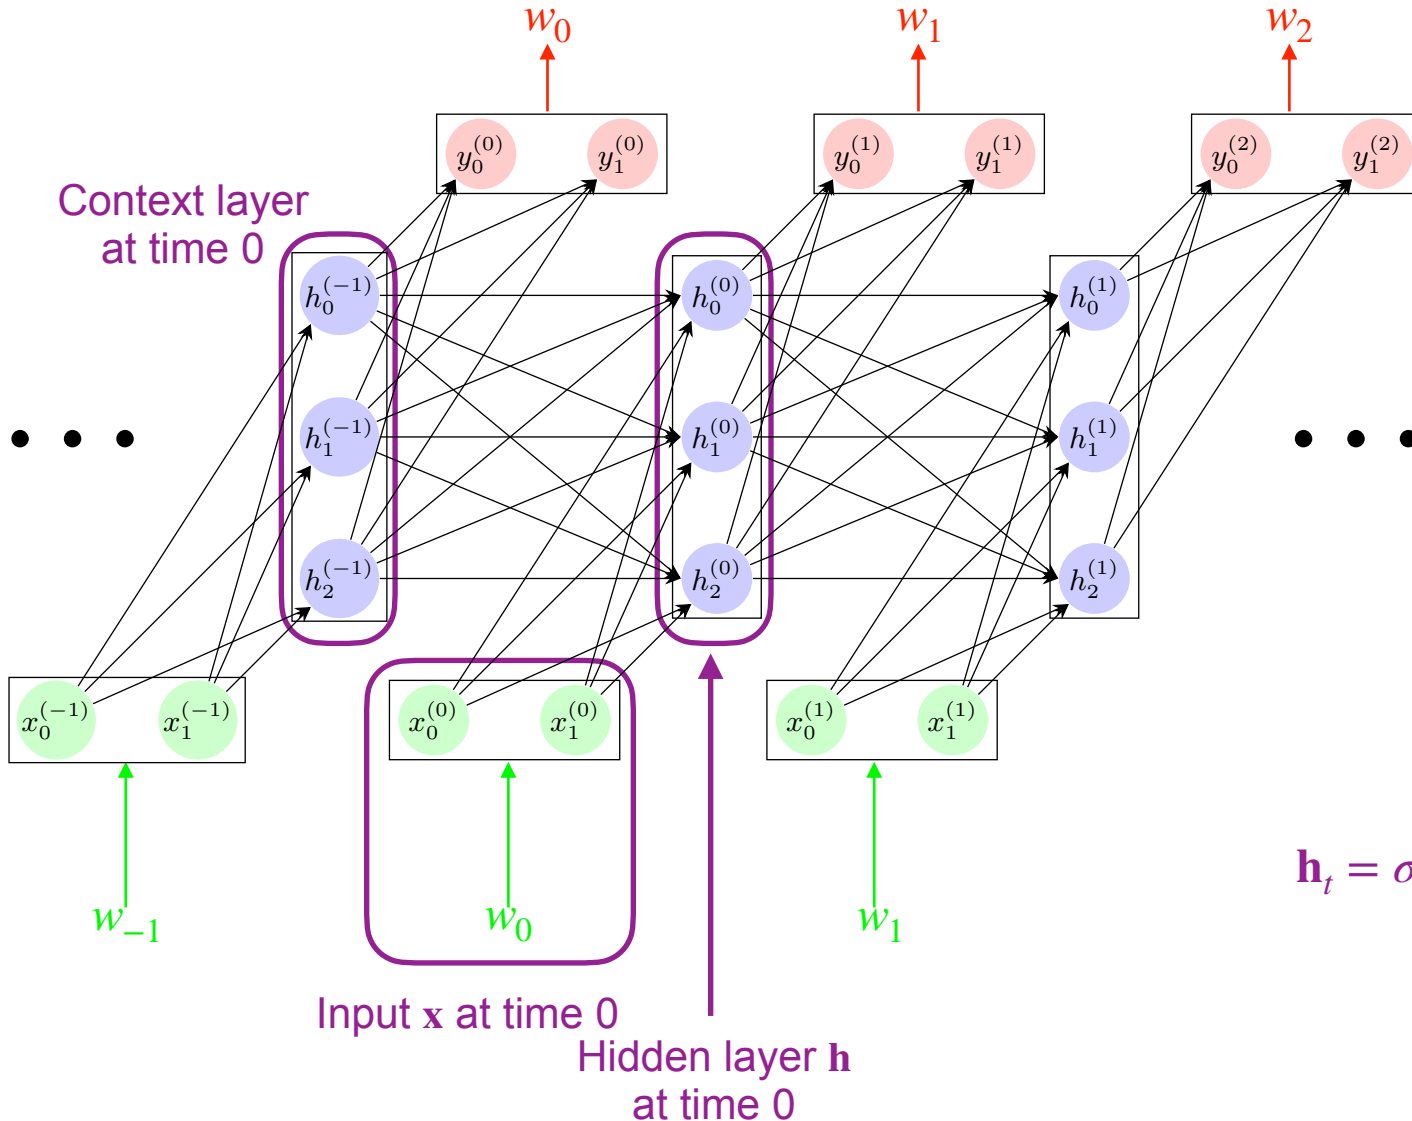 w₀ w₁ w₂
y₀⁽⁰⁾ y₁⁽⁰⁾ y₀⁽¹⁾ y₁⁽¹⁾ y₀⁽²⁾ y₁⁽²⁾
Context layer
at time 0
h₀⁽⁻¹⁾ h₀⁽⁰⁾ h₀⁽¹⁾
h₁⁽⁻¹⁾ h₁⁽⁰⁾ h₁⁽¹⁾
h₂⁽⁻¹⁾ h₂⁽⁰⁾ h₂⁽¹⁾
x₀⁽⁻¹⁾ x₁⁽⁻¹⁾ x₀⁽⁰⁾ x₁⁽⁰⁾ x₀⁽¹⁾ x₁⁽¹⁾
hₜ = σ
w₋₁ w₀ w₁
Input x at time 0
Hidden layer h
at time 0